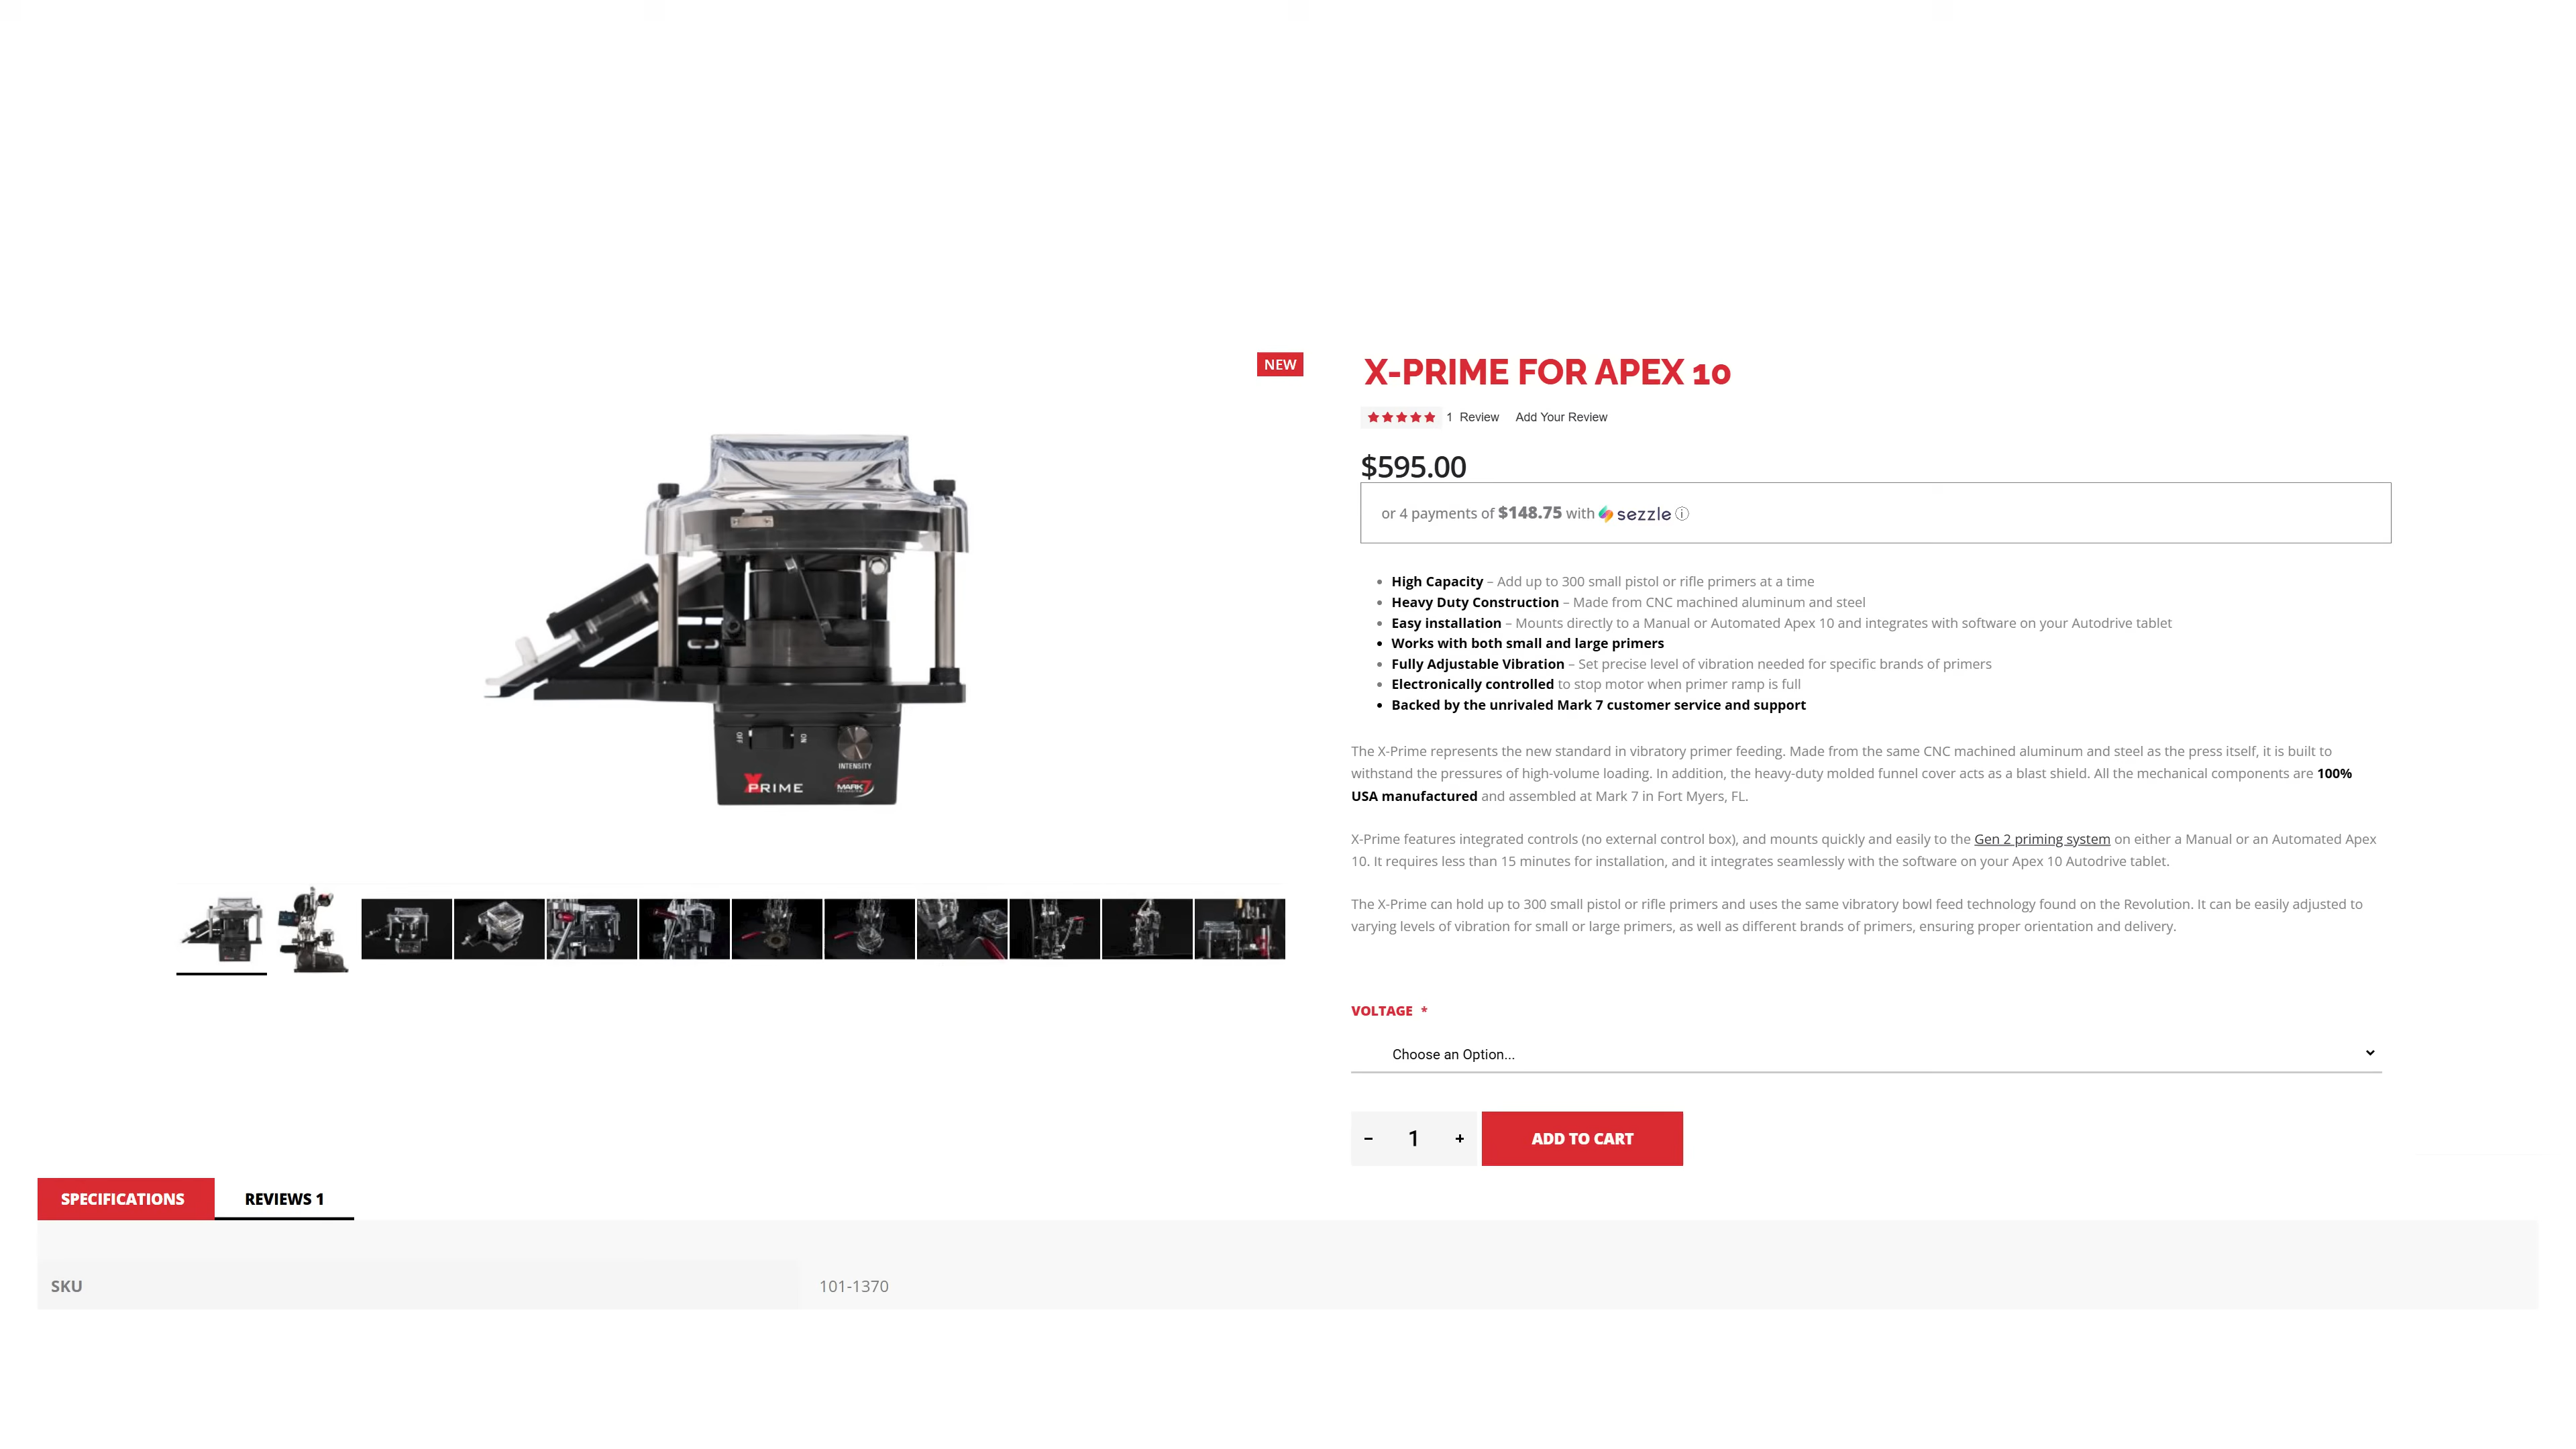 NEW
X-PRIME FOR APEX 10
1 Review Add Your Review
$595.00
or 4 payments of $148.75 with sezzle ⓘ
• High Capacity – Add up to 300 small pistol or rifle primers at a time
• Heavy Duty Construction – Made from CNC machined aluminum and steel
• Easy installation – Mounts directly to a Manual or Automated Apex 10 and integrates with software on your Autodrive tablet
• Works with both small and large primers
• Fully Adjustable Vibration – Set precise level of vibration needed for specific brands of primers
• Electronically controlled to stop motor when primer ramp is full
• Backed by the unrivaled Mark 7 customer service and support
OFF
ON
INTENSITY
XPRIME
MARK 7
The X-Prime represents the new standard in vibratory primer feeding. Made from the same CNC machined aluminum and steel as the press itself, it is built to
withstand the pressures of high-volume loading. In addition, the heavy-duty molded funnel cover acts as a blast shield. All the mechanical components are 100%
USA manufactured and assembled at Mark 7 in Fort Myers, FL.
X-Prime features integrated controls (no external control box), and mounts quickly and easily to the Gen 2 priming system on either a Manual or an Automated Apex
10. It requires less than 15 minutes for installation, and it integrates seamlessly with the software on your Apex 10 Autodrive tablet.
The X-Prime can hold up to 300 small pistol or rifle primers and uses the same vibratory bowl feed technology found on the Revolution. It can be easily adjusted to
varying levels of vibration for small or large primers, as well as different brands of primers, ensuring proper orientation and delivery.
VOLTAGE *
Choose an Option...
− 1 + ADD TO CART
SPECIFICATIONS REVIEWS 1
SKU 101-1370